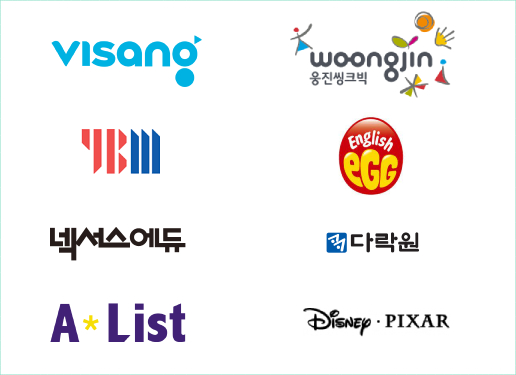 visang
woongjin
웅진씽크빅
YBM
English
eGG
넥서스에듀
다락원
A*List
Disney · PIXAR